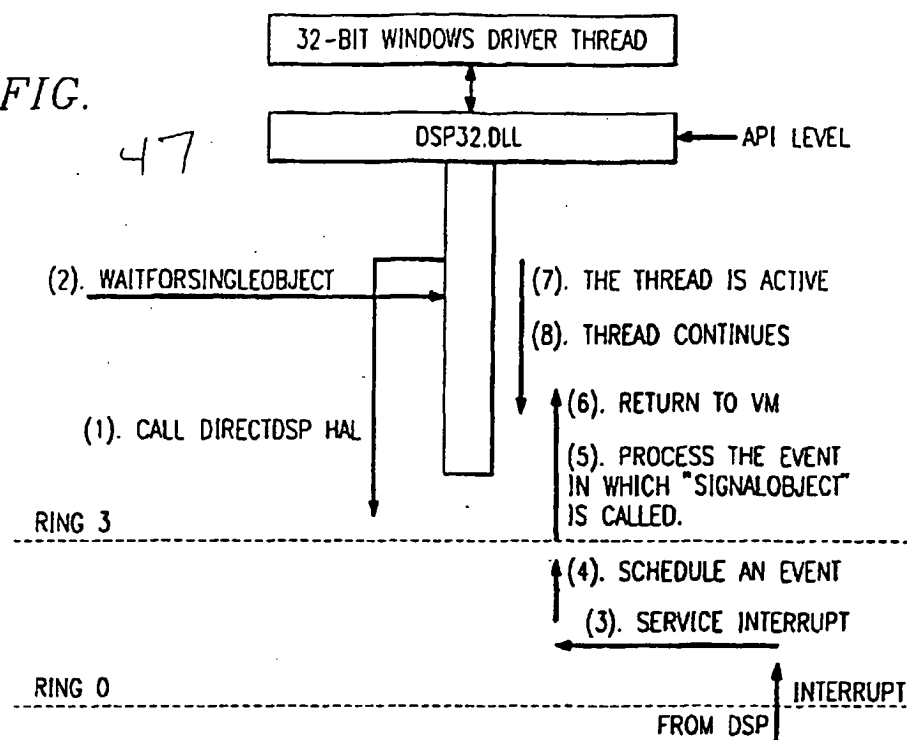 32-BIT WINDOWS DRIVER THREAD
FIG.
47
DSP32.DLL
API LEVEL
(2). WAITFORSINGLEOBJECT
(7). THE THREAD IS ACTIVE
(8). THREAD CONTINUES
(1). CALL DIRECTDSP HAL
(6). RETURN TO VM
(5). PROCESS THE EVENT
IN WHICH "SIGNALOBJECT"
IS CALLED.
RING 3
(4). SCHEDULE AN EVENT
(3). SERVICE INTERRUPT
RING 0
INTERRUPT
FROM DSP